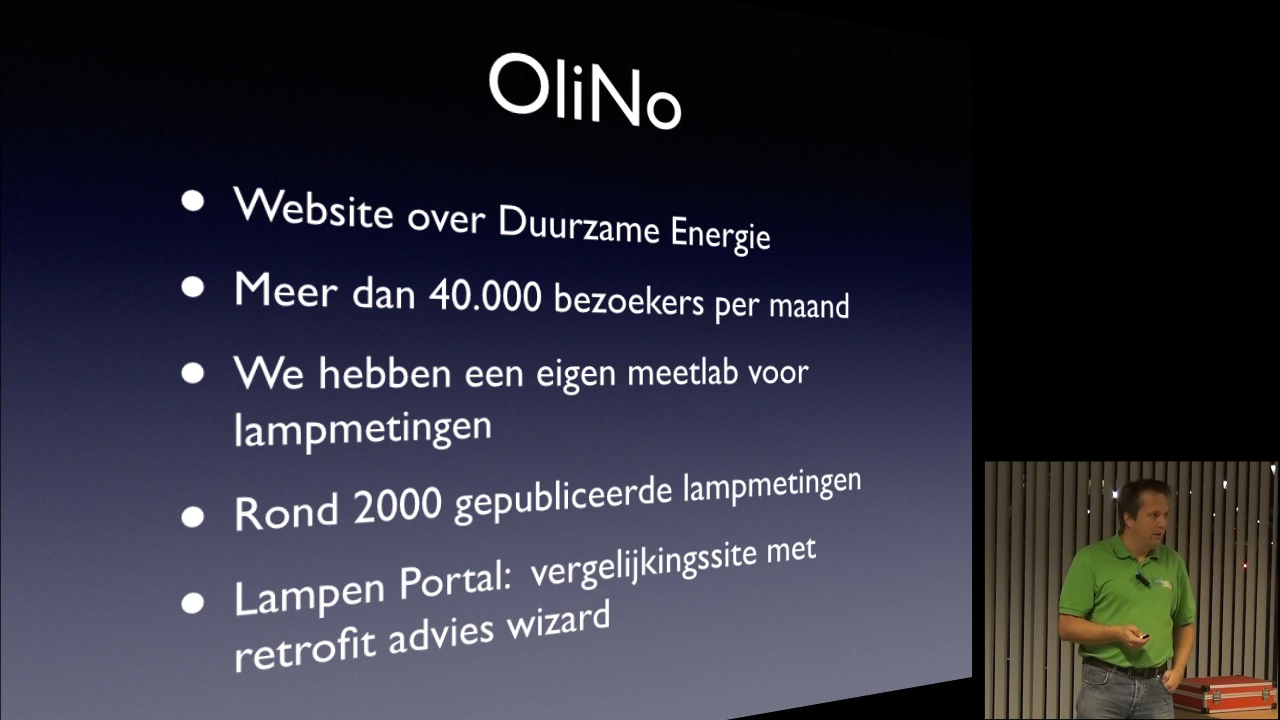 OliNo
• Website over Duurzame Energie
• Meer dan 40.000 bezoekers per maand
• We hebben een eigen meetlab voor
lampmetingen
• Rond 2000 gepubliceerde lampmetingen
• Lampen Portal: vergelijkingssite met
retrofit advies wizard